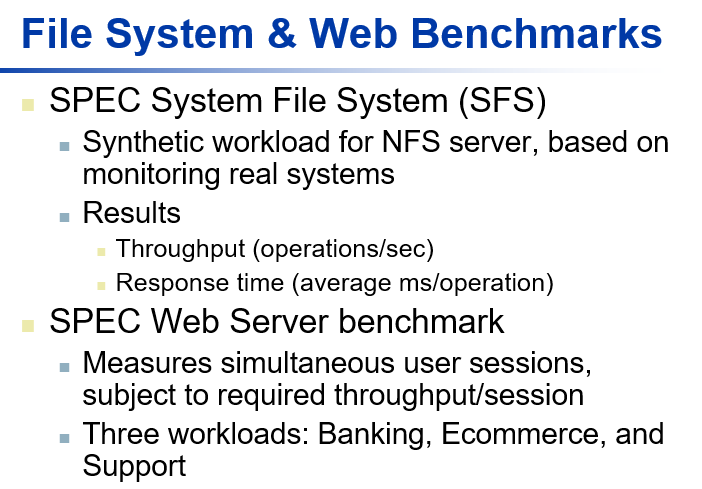 File System & Web Benchmarks
SPEC System File System (SFS)
Synthetic workload for NFS server, based on
monitoring real systems
Results
Throughput (operations/sec)
Response time (average ms/operation)
SPEC Web Server benchmark
Measures simultaneous user sessions,
subject to required throughput/session
Three workloads: Banking, Ecommerce, and
Support